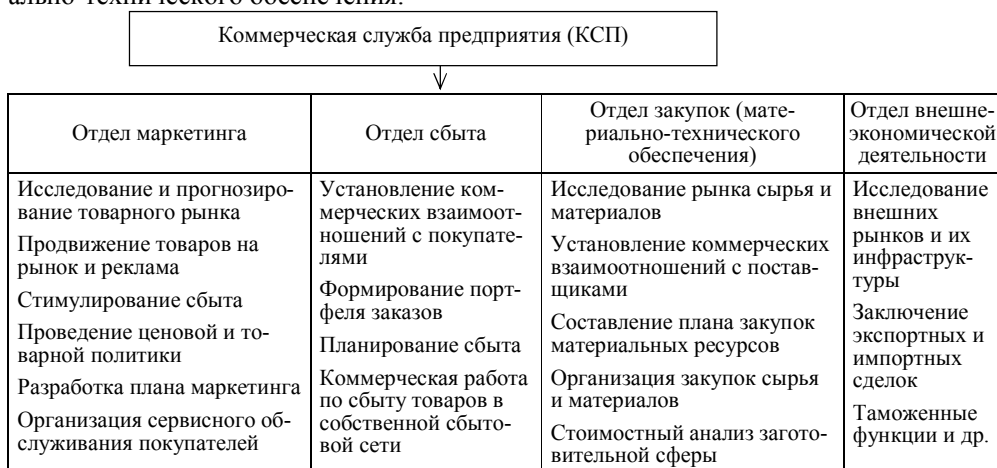 ально-технического обеспечения.
Коммерческая служба предприятия (КСП)
Отдел маркетинга
Отдел сбыта
Отдел закупок (мате-
риально-технического
обеспечения)
Отдел внешне-
экономической
деятельности
Исследование и прогнозиро-
вание товарного рынка
Продвижение товаров на
рынок и реклама
Стимулирование сбыта
Проведение ценовой и то-
варной политики
Разработка плана маркетинга
Организация сервисного об-
служивания покупателей
Установление ком-
мерческих взаимоот-
ношений с покупате-
лями
Формирование порт-
феля заказов
Планирование сбыта
Коммерческая работа
по сбыту товаров в
собственной сбыто-
вой сети
Исследование рынка сырья и
материалов
Установление коммерческих
взаимоотношений с постав-
щиками
Составление плана закупок
материальных ресурсов
Организация закупок сырья
и материалов
Стоимостный анализ загото-
вительной сферы
Исследование
внешних
рынков и их
инфраструк-
туры
Заключение
экспортных и
импортных
сделок
Таможенные
функции и др.